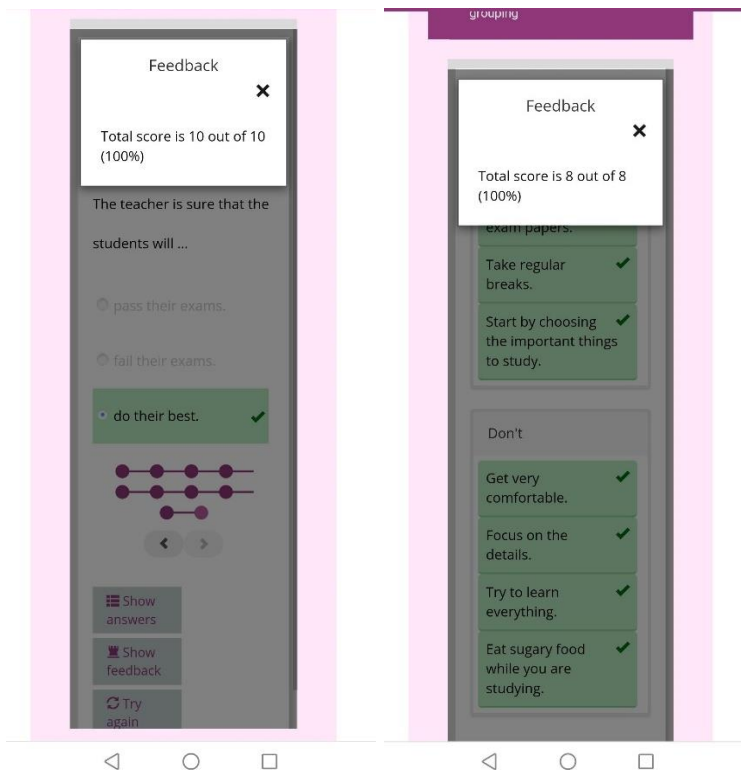 Feedback
Total score is 10 out of 10
(100%)
The teacher is sure that the
students will ...
pass their exams.
fail their exams.
do their best.
Show
answers
Show
feedback
Try
again
grouping
Feedback
Total score is 8 out of 8
(100%)
exam papers.
Take regular
breaks.
Start by choosing
the important things
to study.
Don't
Get very
comfortable.
Focus on the
details.
Try to learn
everything.
Eat sugary food
while you are
studying.